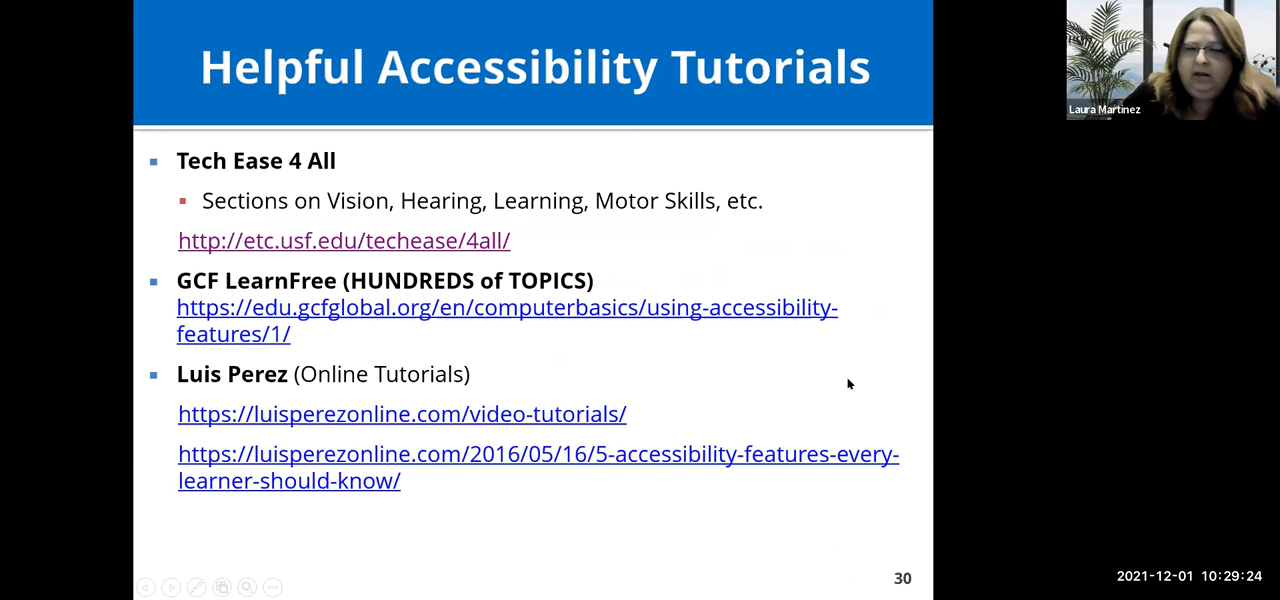 Helpful Accessibility Tutorials
Laura Martinez
Tech Ease 4 All
Sections on Vision, Hearing, Learning, Motor Skills, etc.
http://etc.usf.edu/techease/4all/
GCF LearnFree (HUNDREDS of TOPICS)
https://edu.gcfglobal.org/en/computerbasics/using-accessibility-
features/1/
Luis Perez (Online Tutorials)
https://luisperezonline.com/video-tutorials/
https://luisperezonline.com/2016/05/16/5-accessibility-features-every-
learner-should-know/
30
2021-12-01 10:29:24